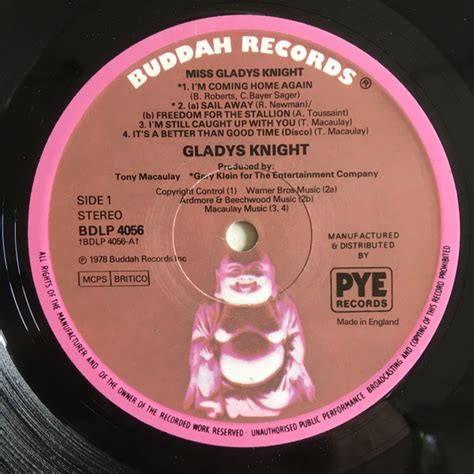 BUDDAH RECORDS
®
MISS GLADYS KNIGHT
*1. I'M COMING HOME AGAIN
(B. Roberts, C.Bayer Sager)
*2. (a) SAIL AWAY (R. Newman)/
(b) FREEDOM FOR THE STALLION (A. Toussaint)
3. I'M STILL CAUGHT UP WITH YOU (T. Macaulay)
4. IT'S A BETTER THAN GOOD TIME (Disco) (T. Macaulay)
GLADYS KNIGHT
Produced by:
Tony Macaulay *Gary Klein for The Entertainment Company
Copyright Control (1) Warner Bros Music (2a)
Ardmore & Beechwood Music (2b)
Macaulay Music (3, 4)
SIDE 1
STEREO
BDLP 4056
†BDLP 4056-A1
℗ 1978 Buddah Records Inc
MCPS BRITICO
MANUFACTURED
& DISTRIBUTED
BY
PYE
RECORDS
Made in England
ALL RIGHTS OF THE MANUFACTURER AND OF THE OWNER OF THE RECORDED WORK RESERVED · UNAUTHORISED PUBLIC PERFORMANCE BROADCASTING AND COPYING OF THIS RECORD PROHIBITED